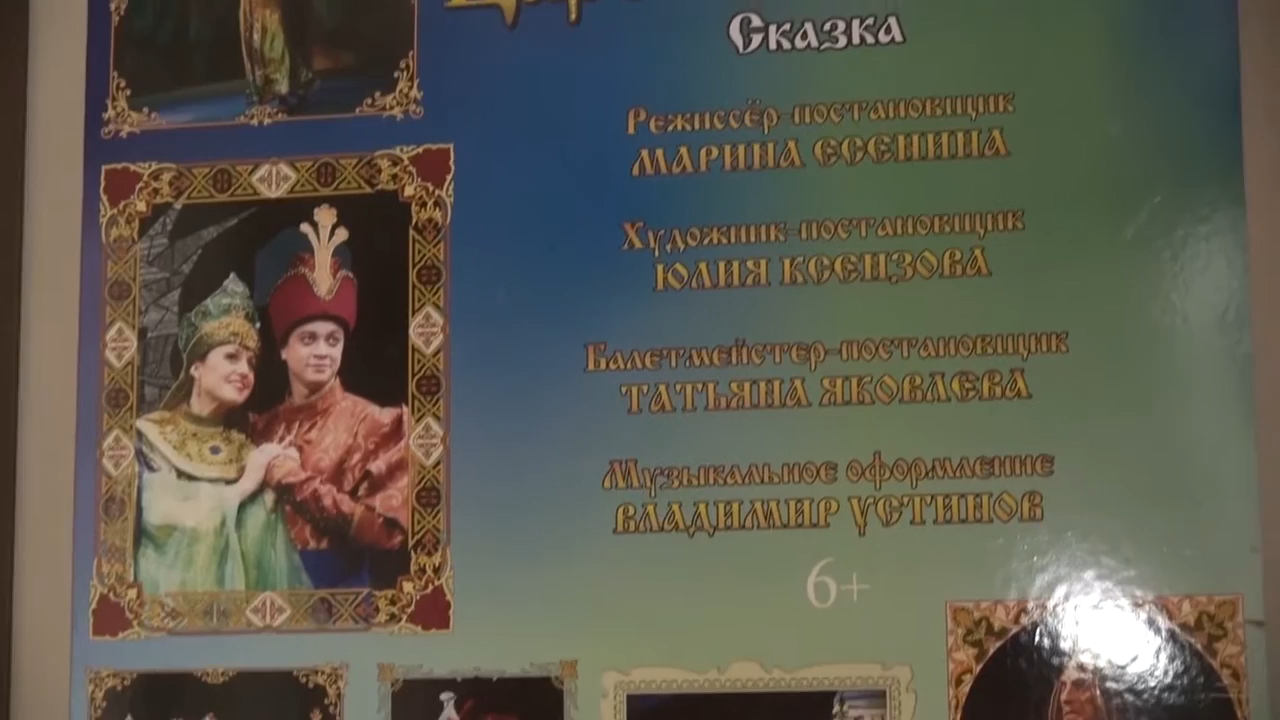 Сказка
Режиссёр-постановщик
МАРИНА ЕСЕНИНА
Художник-постановщик
ЮЛИЯ КСЕНЗОВА
Балетмейстер-постановщик
ТАТЬЯНА ЯКОВЛЕВА
Музыкальное оформление
ВЛАДИМИР УСТИНОВ
6+